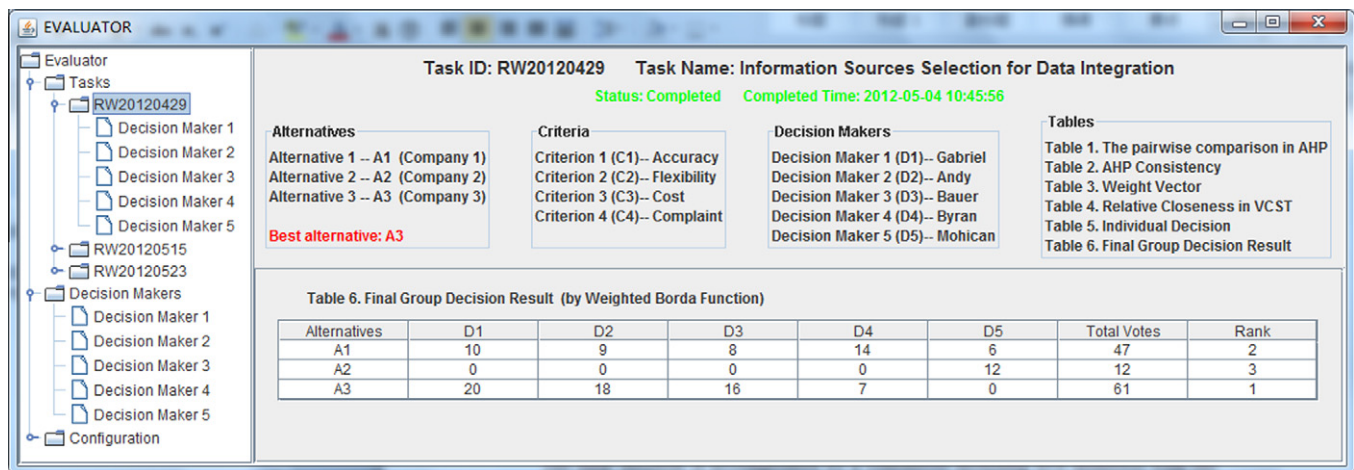 EVALUATOR
Evaluator
Tasks
RW20120429
Decision Maker 1
Decision Maker 2
Decision Maker 3
Decision Maker 4
Decision Maker 5
RW20120515
RW20120523
Decision Makers
Decision Maker 1
Decision Maker 2
Decision Maker 3
Decision Maker 4
Decision Maker 5
Configuration
Task ID: RW20120429 Task Name: Information Sources Selection for Data Integration
Status: Completed Completed Time: 2012-05-04 10:45:56
Alternatives
Alternative 1 -- A1 (Company 1)
Alternative 2 -- A2 (Company 2)
Alternative 3 -- A3 (Company 3)
Best alternative: A3
Criteria
Criterion 1 (C1)-- Accuracy
Criterion 2 (C2)-- Flexibility
Criterion 3 (C3)-- Cost
Criterion 4 (C4)-- Complaint
Decision Makers
Decision Maker 1 (D1)-- Gabriel
Decision Maker 2 (D2)-- Andy
Decision Maker 3 (D3)-- Bauer
Decision Maker 4 (D4)-- Byran
Decision Maker 5 (D5)-- Mohican
Tables
Table 1. The pairwise comparison in AHP
Table 2. AHP Consistency
Table 3. Weight Vector
Table 4. Relative Closeness in VCST
Table 5. Individual Decision
Table 6. Final Group Decision Result
Table 6. Final Group Decision Result (by Weighted Borda Function)
Alternatives D1 D2 D3 D4 D5 Total Votes Rank
A1 10 9 8 14 6 47 2
A2 0 0 0 0 12 12 3
A3 20 18 16 7 0 61 1